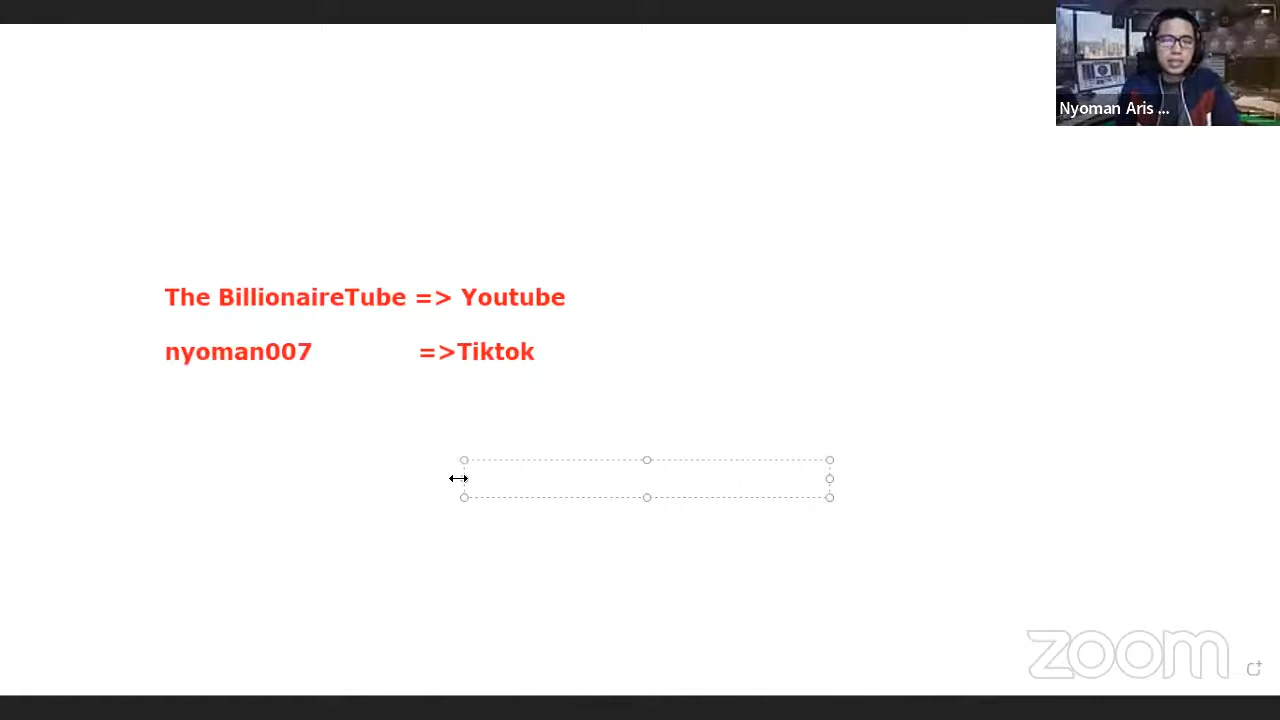 Nyoman Aris ...
The BillionaireTube => Youtube
nyoman007 =>Tiktok
zoom